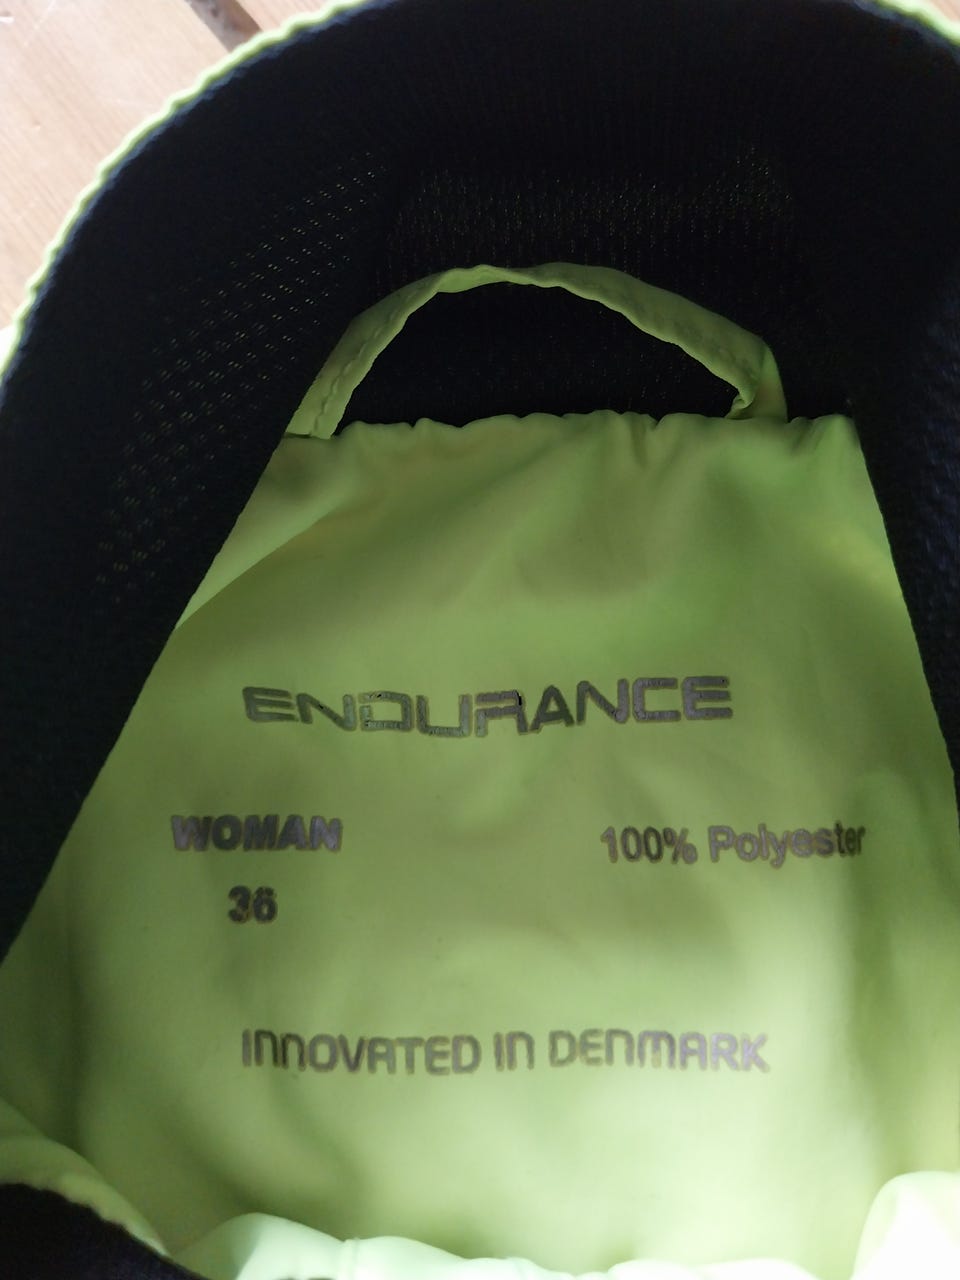 ENDURANCE
WOMAN
36
100% Polyester
INNOVATED IN DENMARK